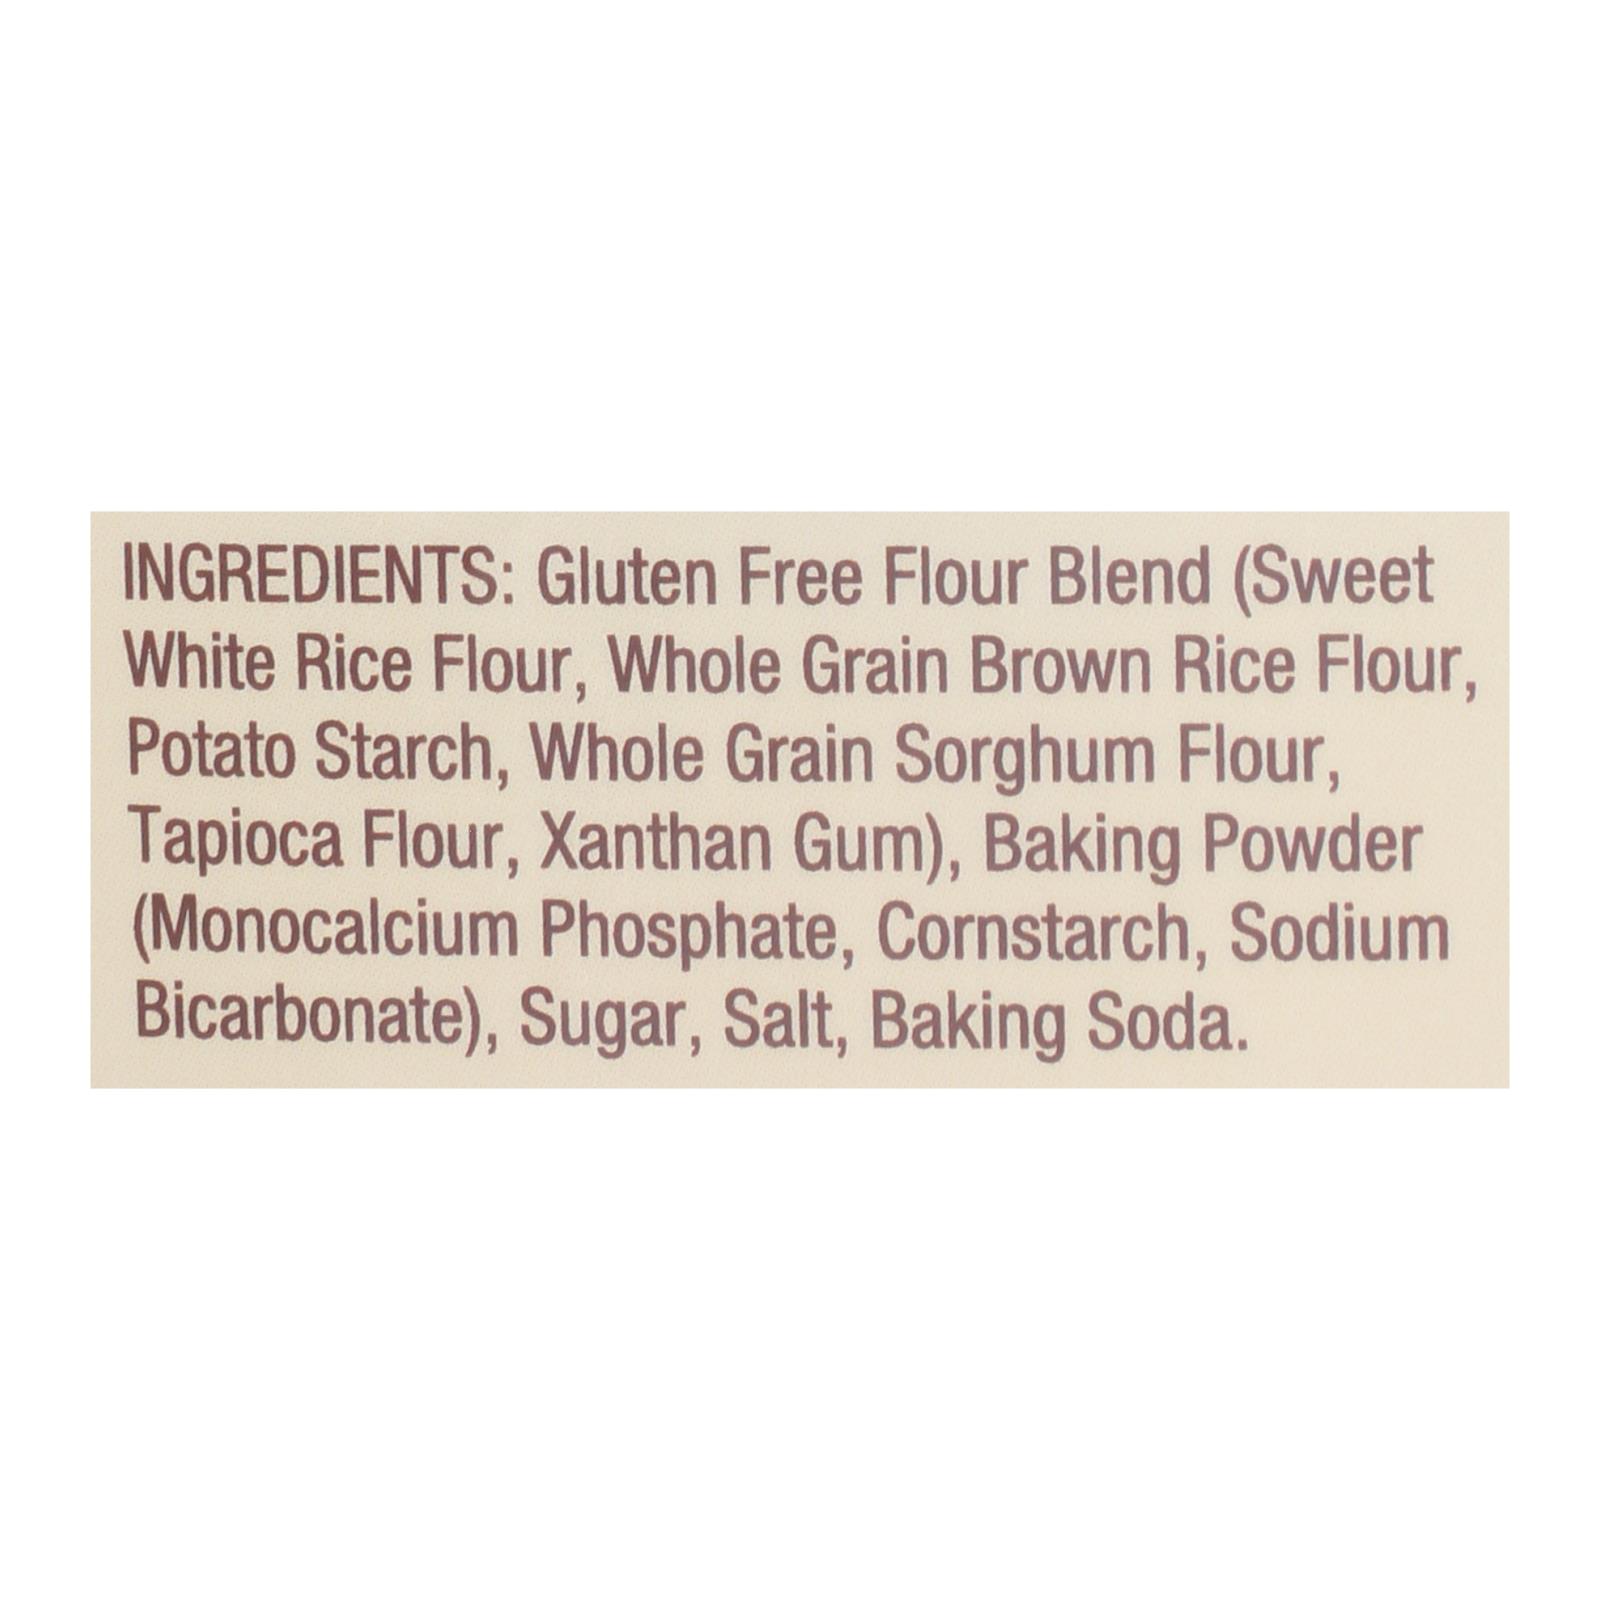 INGREDIENTS: Gluten Free Flour Blend (Sweet
White Rice Flour, Whole Grain Brown Rice Flour,
Potato Starch, Whole Grain Sorghum Flour,
Tapioca Flour, Xanthan Gum), Baking Powder
(Monocalcium Phosphate, Cornstarch, Sodium
Bicarbonate), Sugar, Salt, Baking Soda.